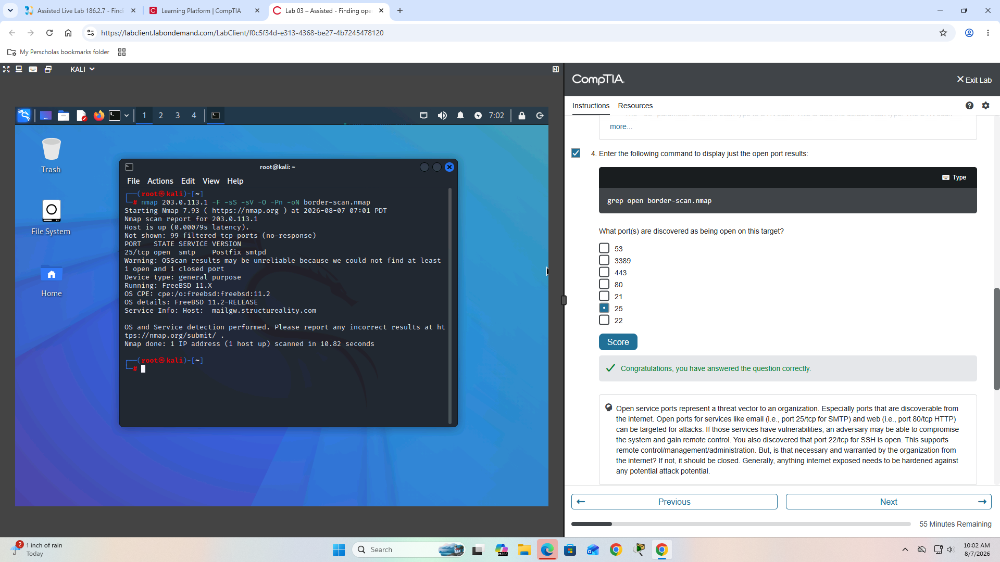 Assisted Live Lab 186.2.7 - Findi
Learning Platform | CompTIA
Lab 03 – Assisted - Finding ope
https://labclient.labondemand.com/LabClient/f0c5f34d-e313-4368-be27-4b7245478120
My Perscholas bookmarks folder
KALI
CompTIA.
Exit Lab
Instructions
Resources
more...
4. Enter the following command to display just the open port results:
Type
grep open border-scan.nmap
What port(s) are discovered as being open on this target?
53
3389
443
80
21
25
22
Score
Congratulations, you have answered the question correctly.
Open service ports represent a threat vector to an organization. Especially ports that are discoverable from
the internet. Open ports for services like email (i.e., port 25/tcp for SMTP) and web (i.e., port 80/tcp HTTP)
can be targeted for attacks. If those services have vulnerabilities, an adversary may be able to compromise
the system and gain remote control. You also discovered that port 22/tcp for SSH is open. This supports
remote control/management/administration. But, is that necessary and warranted by the organization from
the internet? If not, it should be closed. Generally, anything internet exposed needs to be hardened against
any potential attack potential.
Previous
Next
55 Minutes Remaining
1 2 3 4
7:02
Trash
File System
Home
root@kali: ~
File Actions Edit View Help
┌──(root㉿kali)-[~]
└─# nmap 203.0.113.1 -F -sS -sV -O -Pn -oN border-scan.nmap
Starting Nmap 7.93 ( https://nmap.org ) at 2026-08-07 07:01 PDT
Nmap scan report for 203.0.113.1
Host is up (0.00079s latency).
Not shown: 99 filtered tcp ports (no-response)
PORT   STATE SERVICE VERSION
25/tcp open  smtp    Postfix smtpd
Warning: OSScan results may be unreliable because we could not find at least
1 open and 1 closed port
Device type: general purpose
Running: FreeBSD 11.X
OS CPE: cpe:/o:freebsd:freebsd:11.2
OS details: FreeBSD 11.2-RELEASE
Service Info: Host:  mailgw.structureality.com
OS and Service detection performed. Please report any incorrect results at ht
tps://nmap.org/submit/ .
Nmap done: 1 IP address (1 host up) scanned in 10.82 seconds
┌──(root㉿kali)-[~]
└─#
2
1 inch of rain
Today
Search
M365
10:02 AM
8/7/2026